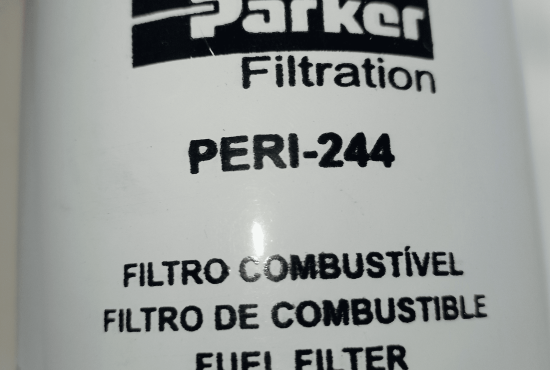 Parker
Filtration
PERI-244
FILTRO COMBUSTÍVEL
FILTRO DE COMBUSTIBLE
FUEL FILTER